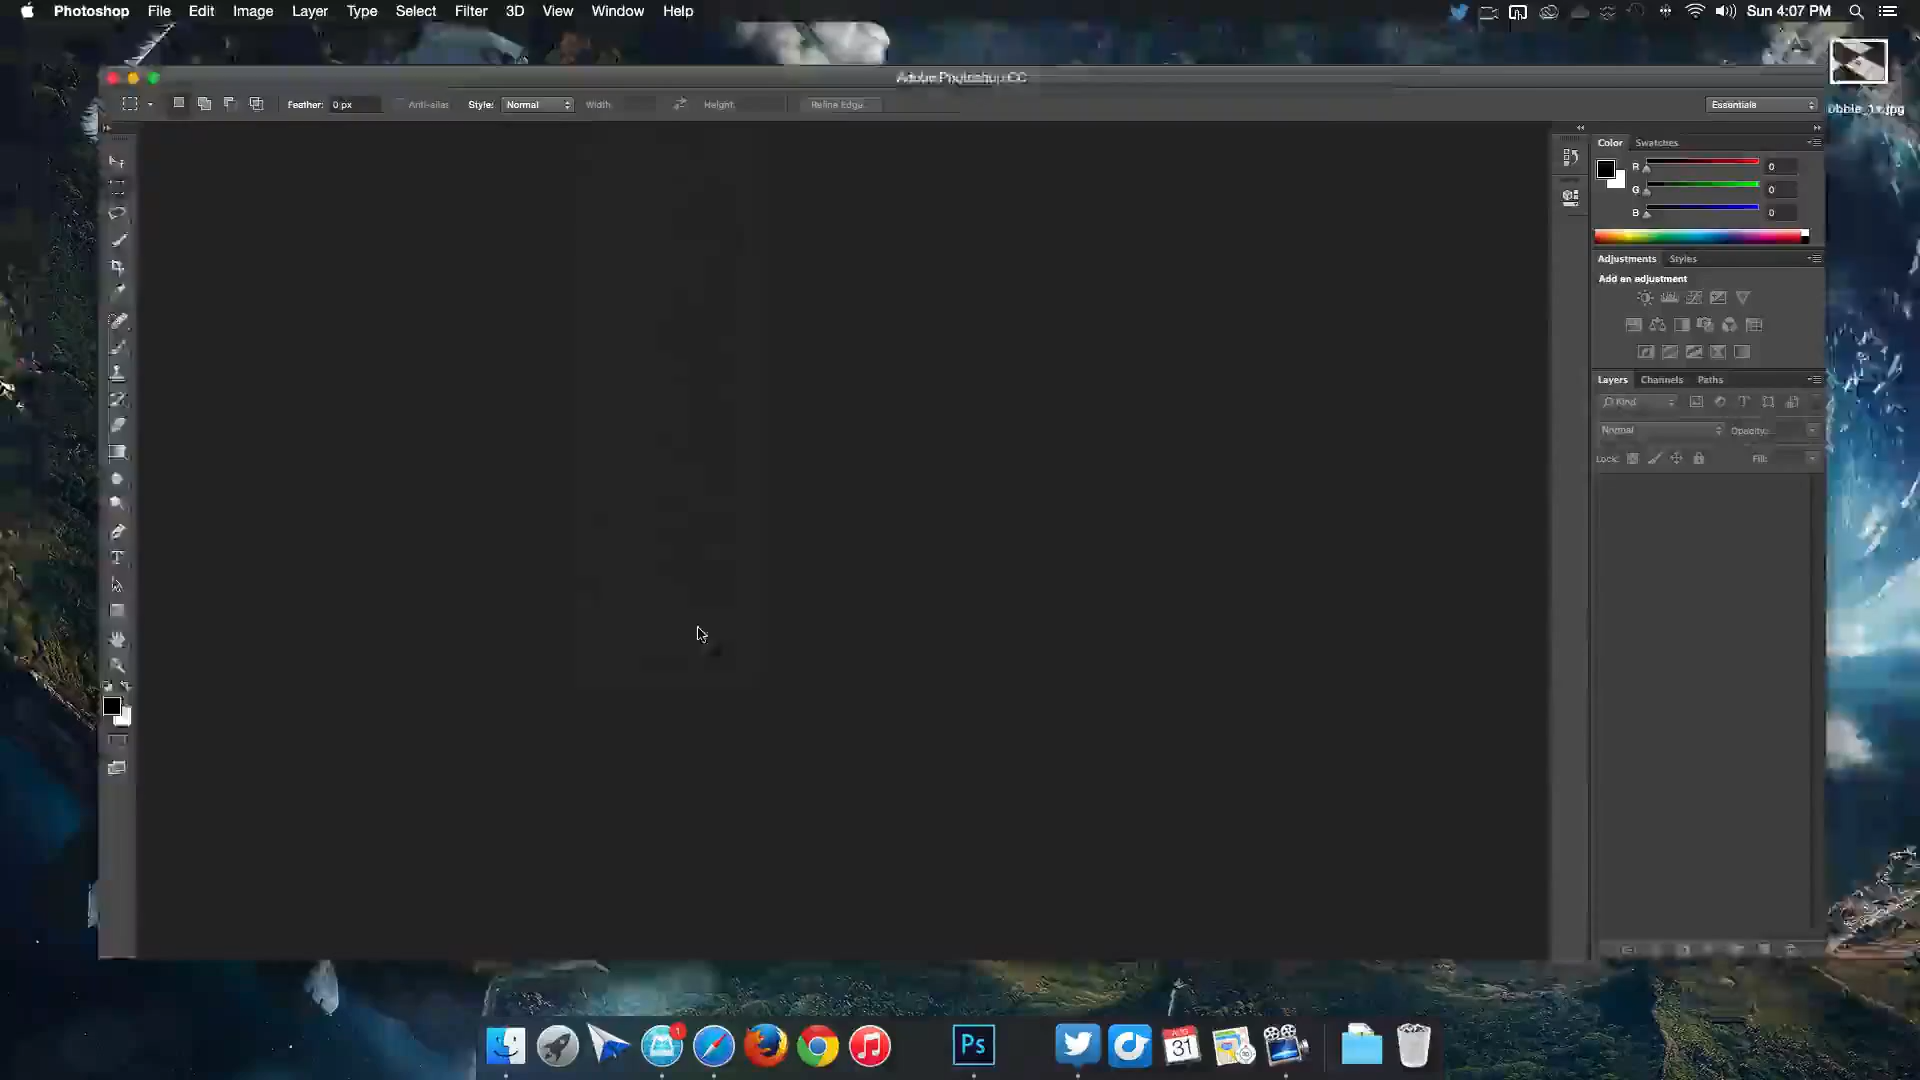 Photoshop File Edit Image Layer Type Select Filter 3D View Window Help Sun 4:07 PM
Adobe Photoshop CC
Feather: 0 px Anti-alias Style: Normal Width: Height: Refine Edge... Essentials
Color Swatches
R 0
G 0
B 0
Adjustments Styles
Add an adjustment
Layers Channels Paths
Kind
Normal Opacity:
Lock: Fill:
T
1
Ps
AUG
31